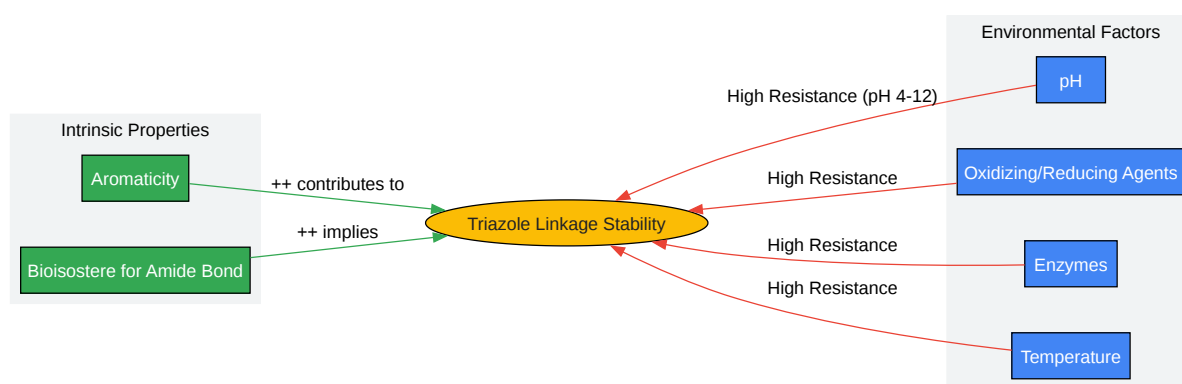 Environmental Factors
pH
High Resistance (pH 4-12)
Intrinsic Properties
Aromaticity
++ contributes to
High Resistance
Oxidizing/Reducing Agents
Triazole Linkage Stability
++ implies
High Resistance
Bioisostere for Amide Bond
Enzymes
High Resistance
Temperature